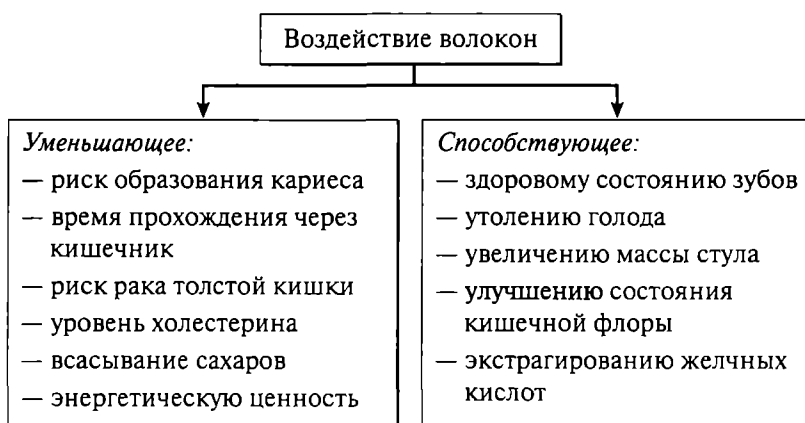 Воздействие волокон
Уменьшающее:
— риск образования кариеса
— время прохождения через
кишечник
— риск рака толстой кишки
— уровень холестерина
— всасывание сахаров
— энергетическую ценность
Способствующее:
— здоровому состоянию зубов
— утолению голода
— увеличению массы стула
— улучшению состояния
кишечной флоры
— экстрагированию желчных
кислот